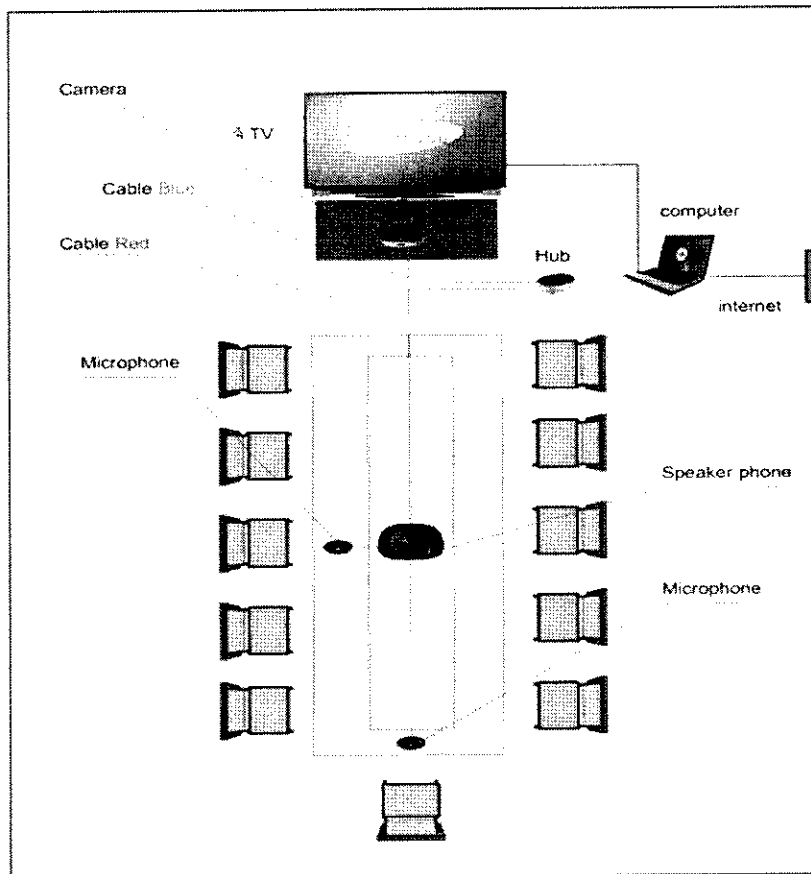 Camera
TV
Cable Blue
computer
Cable Red
Hub
internet
Microphone
Speaker phone
Microphone